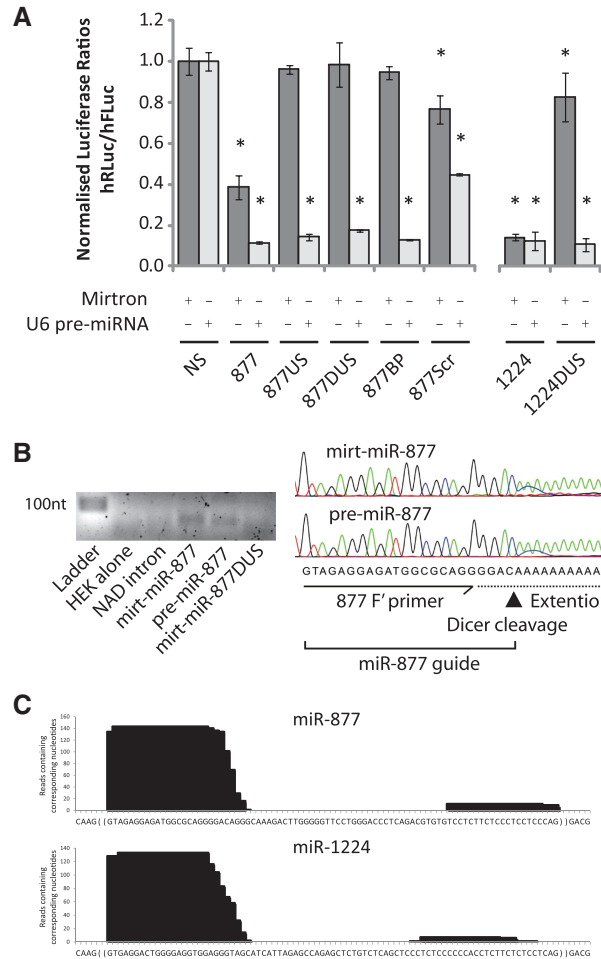 A
Normalised Luciferase Ratios
hRLuc/hFLuc
1.2
1.0
0.8
0.6
0.4
0.2
0.0
* * * * * * * * * * *
Mirtron + – + – + – + – + – + – + – + –
U6 pre-miRNA – + – + – + – + – + – + – + – +
NS 877 877US 877DUS 877BP 877Scr 1224 1224DUS
B
100nt
Ladder
HEK alone
NAD intron
mirt-miR-877
pre-miR-877
mirt-miR-877DUS
mirt-miR-877
pre-miR-877
GTAGAGGAGATGGCGCAGGGGACAAAAAAAAAA
877 F' primer
▲ Extentio
Dicer cleavage
miR-877 guide
C
miR-877
Reads containing
corresponding nucleotides
160
140
120
100
80
60
40
20
0
CAAG((GTAGAGGAGATGGCGCAGGGGACAGGGCAAAGACTTGGGGGTTCCTGGGACCCTCAGACGTGTGTCCTCTTCTCCCTCCTCCCAG))GACG
miR-1224
Reads containing
corresponding nucleotides
140
120
100
80
60
40
20
0
CAAG((GTGAGGACTGGGGAGGTGGAGGGTAGCATCATTAGAGCCAGAGCTCTGTCTCAGCTCCCTCTCCCCCCACCTCTTCTCTCCTCAG))GACG